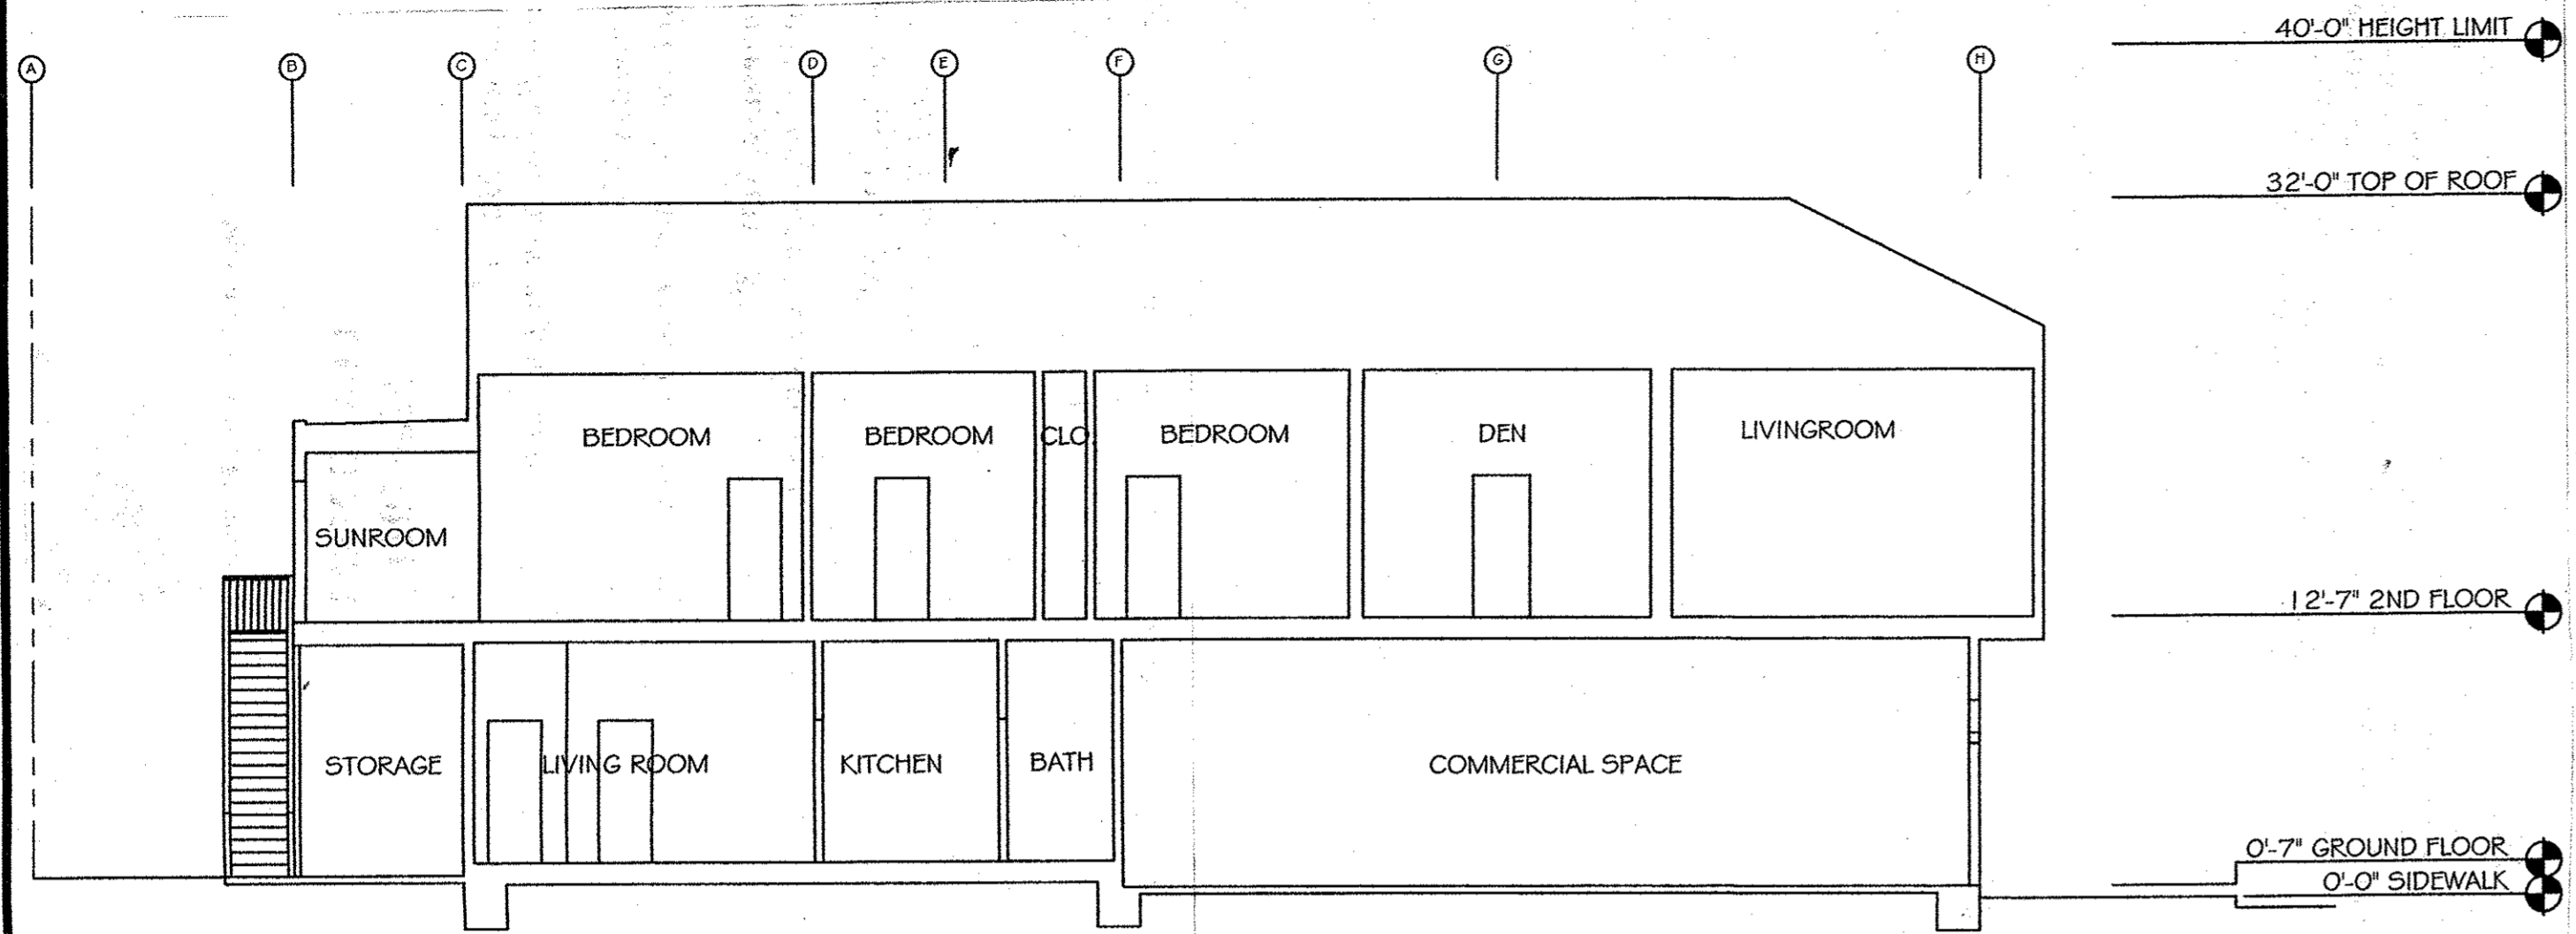 40'-0" HEIGHT LIMIT
A B C D E F G H
32'-0" TOP OF ROOF
BEDROOM BEDROOM CLO BEDROOM DEN LIVINGROOM
SUNROOM
12'-7" 2ND FLOOR
STORAGE LIVING ROOM KITCHEN BATH COMMERCIAL SPACE
0'-7" GROUND FLOOR
0'-0" SIDEWALK